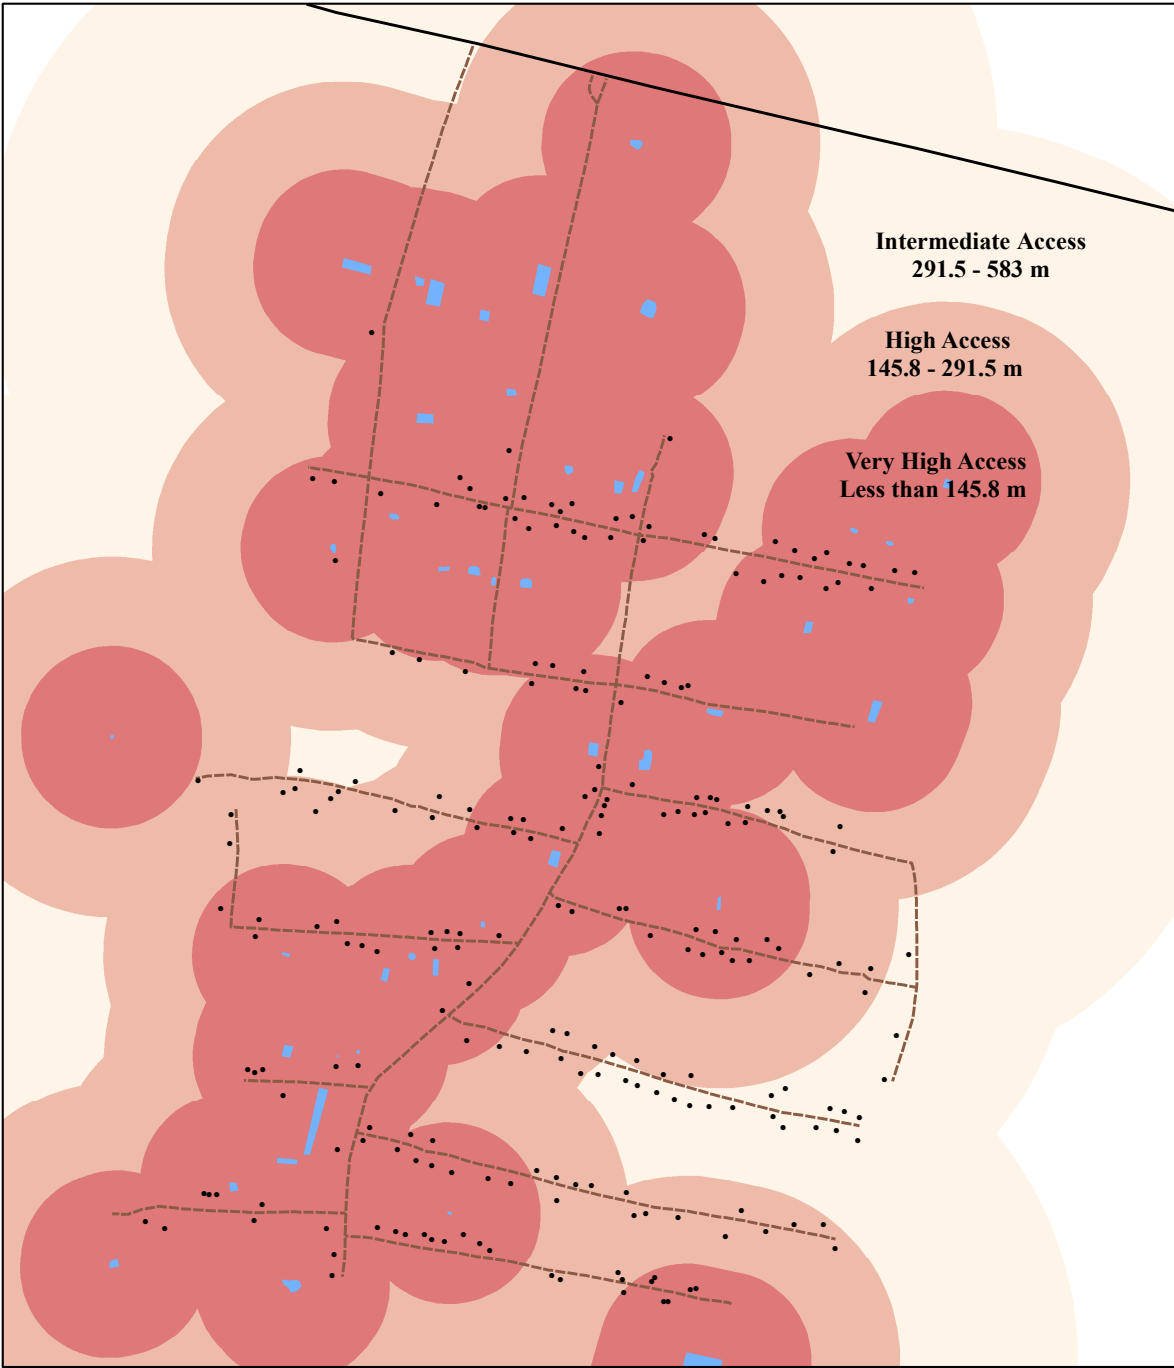 Intermediate Access
291.5 - 583 m
High Access
145.8 - 291.5 m
Very High Access
Less than 145.8 m